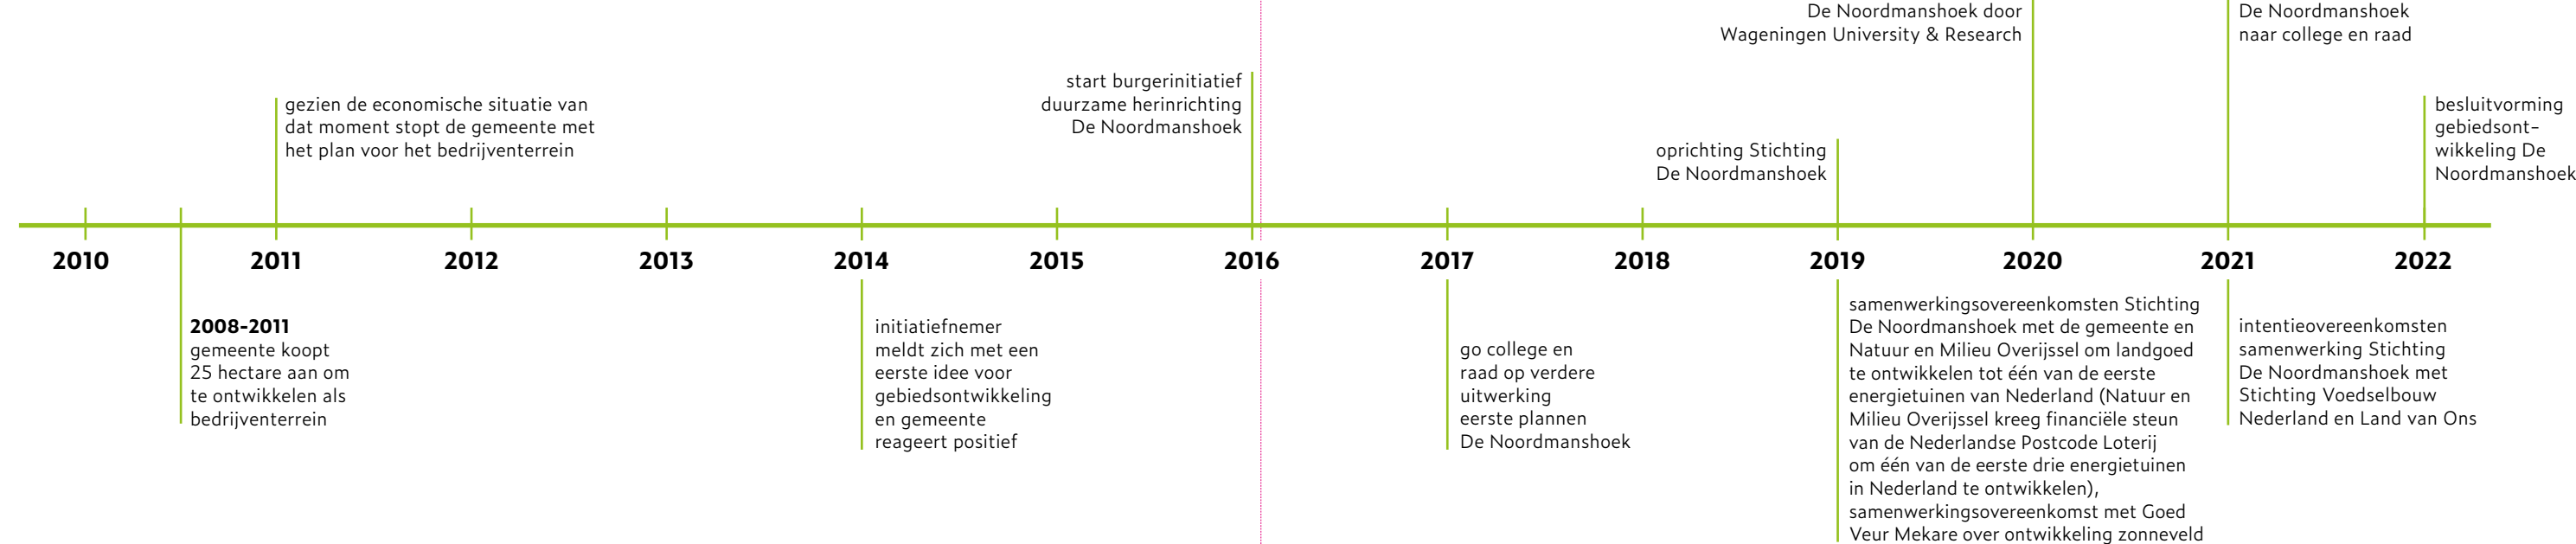 De Noordmanshoek door
Wageningen University & Research
De Noordmanshoek
naar college en raad
start burgerinitiatief
duurzame herinrichting
De Noordmanshoek
gezien de economische situatie van
dat moment stopt de gemeente met
het plan voor het bedrijventerrein
besluitvorming
gebiedsont-
wikkeling De
Noordmanshoek
oprichting Stichting
De Noordmanshoek
2010 2011 2012 2013 2014 2015 2016 2017 2018 2019 2020 2021 2022
2008-2011
gemeente koopt
25 hectare aan om
te ontwikkelen als
bedrijventerrein
initiatiefnemer
meldt zich met een
eerste idee voor
gebiedsontwikkeling
en gemeente
reageert positief
go college en
raad op verdere
uitwerking
eerste plannen
De Noordmanshoek
samenwerkingsovereenkomsten Stichting
De Noordmanshoek met de gemeente en
Natuur en Milieu Overijssel om landgoed
te ontwikkelen tot één van de eerste
energietuinen van Nederland (Natuur en
Milieu Overijssel kreeg financiële steun
van de Nederlandse Postcode Loterij
om één van de eerste drie energietuinen
in Nederland te ontwikkelen),
samenwerkingsovereenkomst met Goed
Veur Mekare over ontwikkeling zonneveld
intentieovereenkomsten
samenwerking Stichting
De Noordmanshoek met
Stichting Voedselbouw
Nederland en Land van Ons